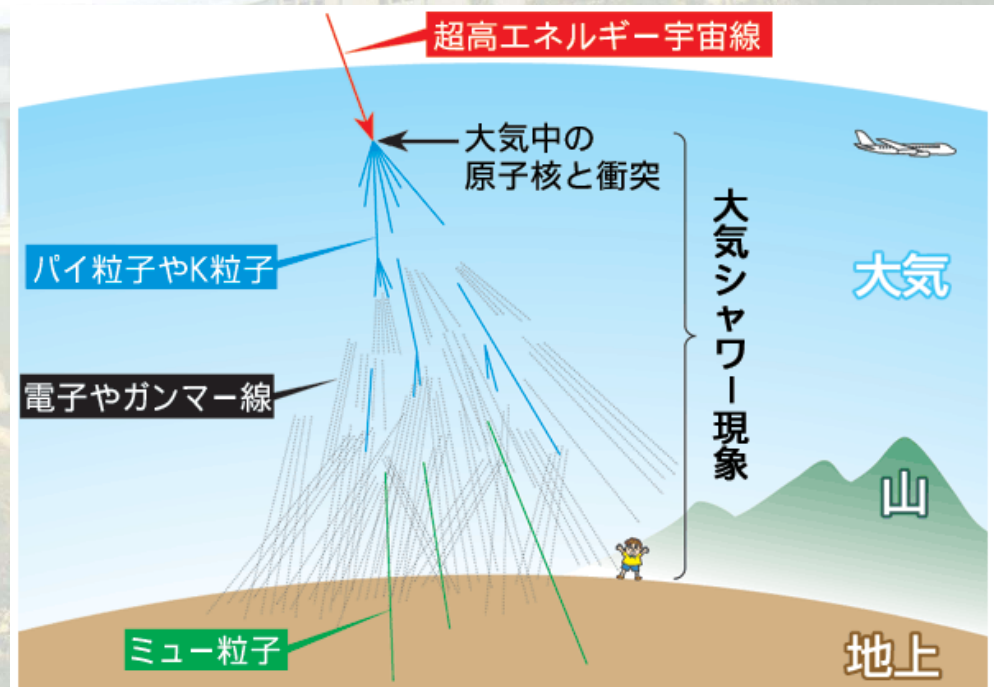 超高エネルギー宇宙線
大気中の
原子核と衝突
大気シャワー現象
パイ粒子やK粒子
大気
電子やガンマー線
山
ミュー粒子
地上